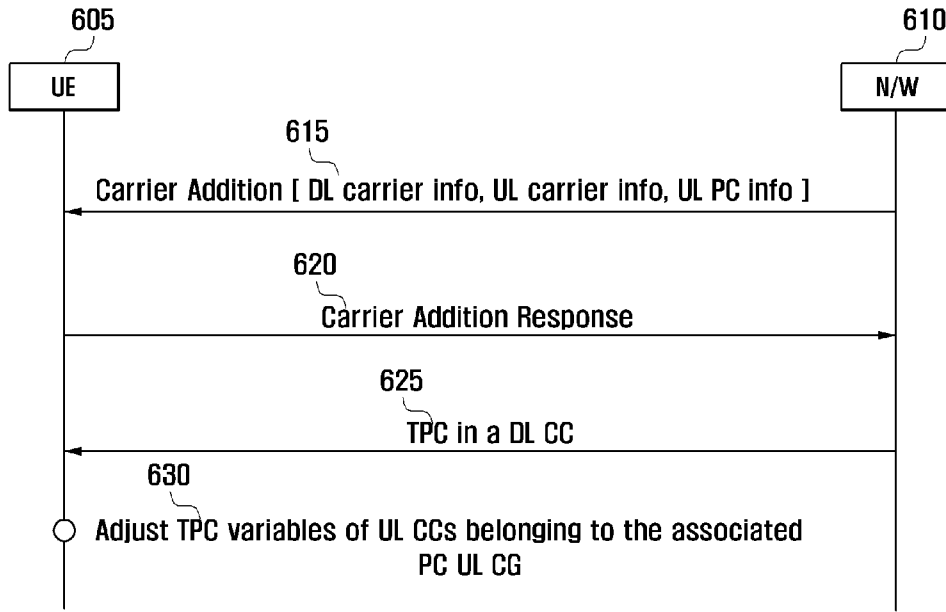 605
610
UE
N/W
615
Carrier Addition [ DL carrier info, UL carrier info, UL PC info ]
620
Carrier Addition Response
625
TPC in a DL CC
630
Adjust TPC variables of UL CCs belonging to the associated
PC UL CG